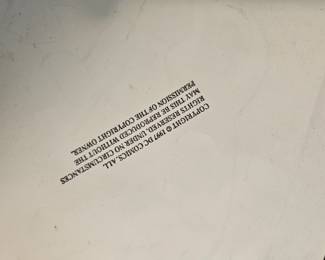 COPYRIGHT © 1997 DC COMICS. ALL
RIGHTS RESERVED. UNDER NO CIRCUMSTANCES
MAY THIS BE REPRODUCED WITHOUT THE
PERMISSION OF THE COPYRIGHT OWNER.